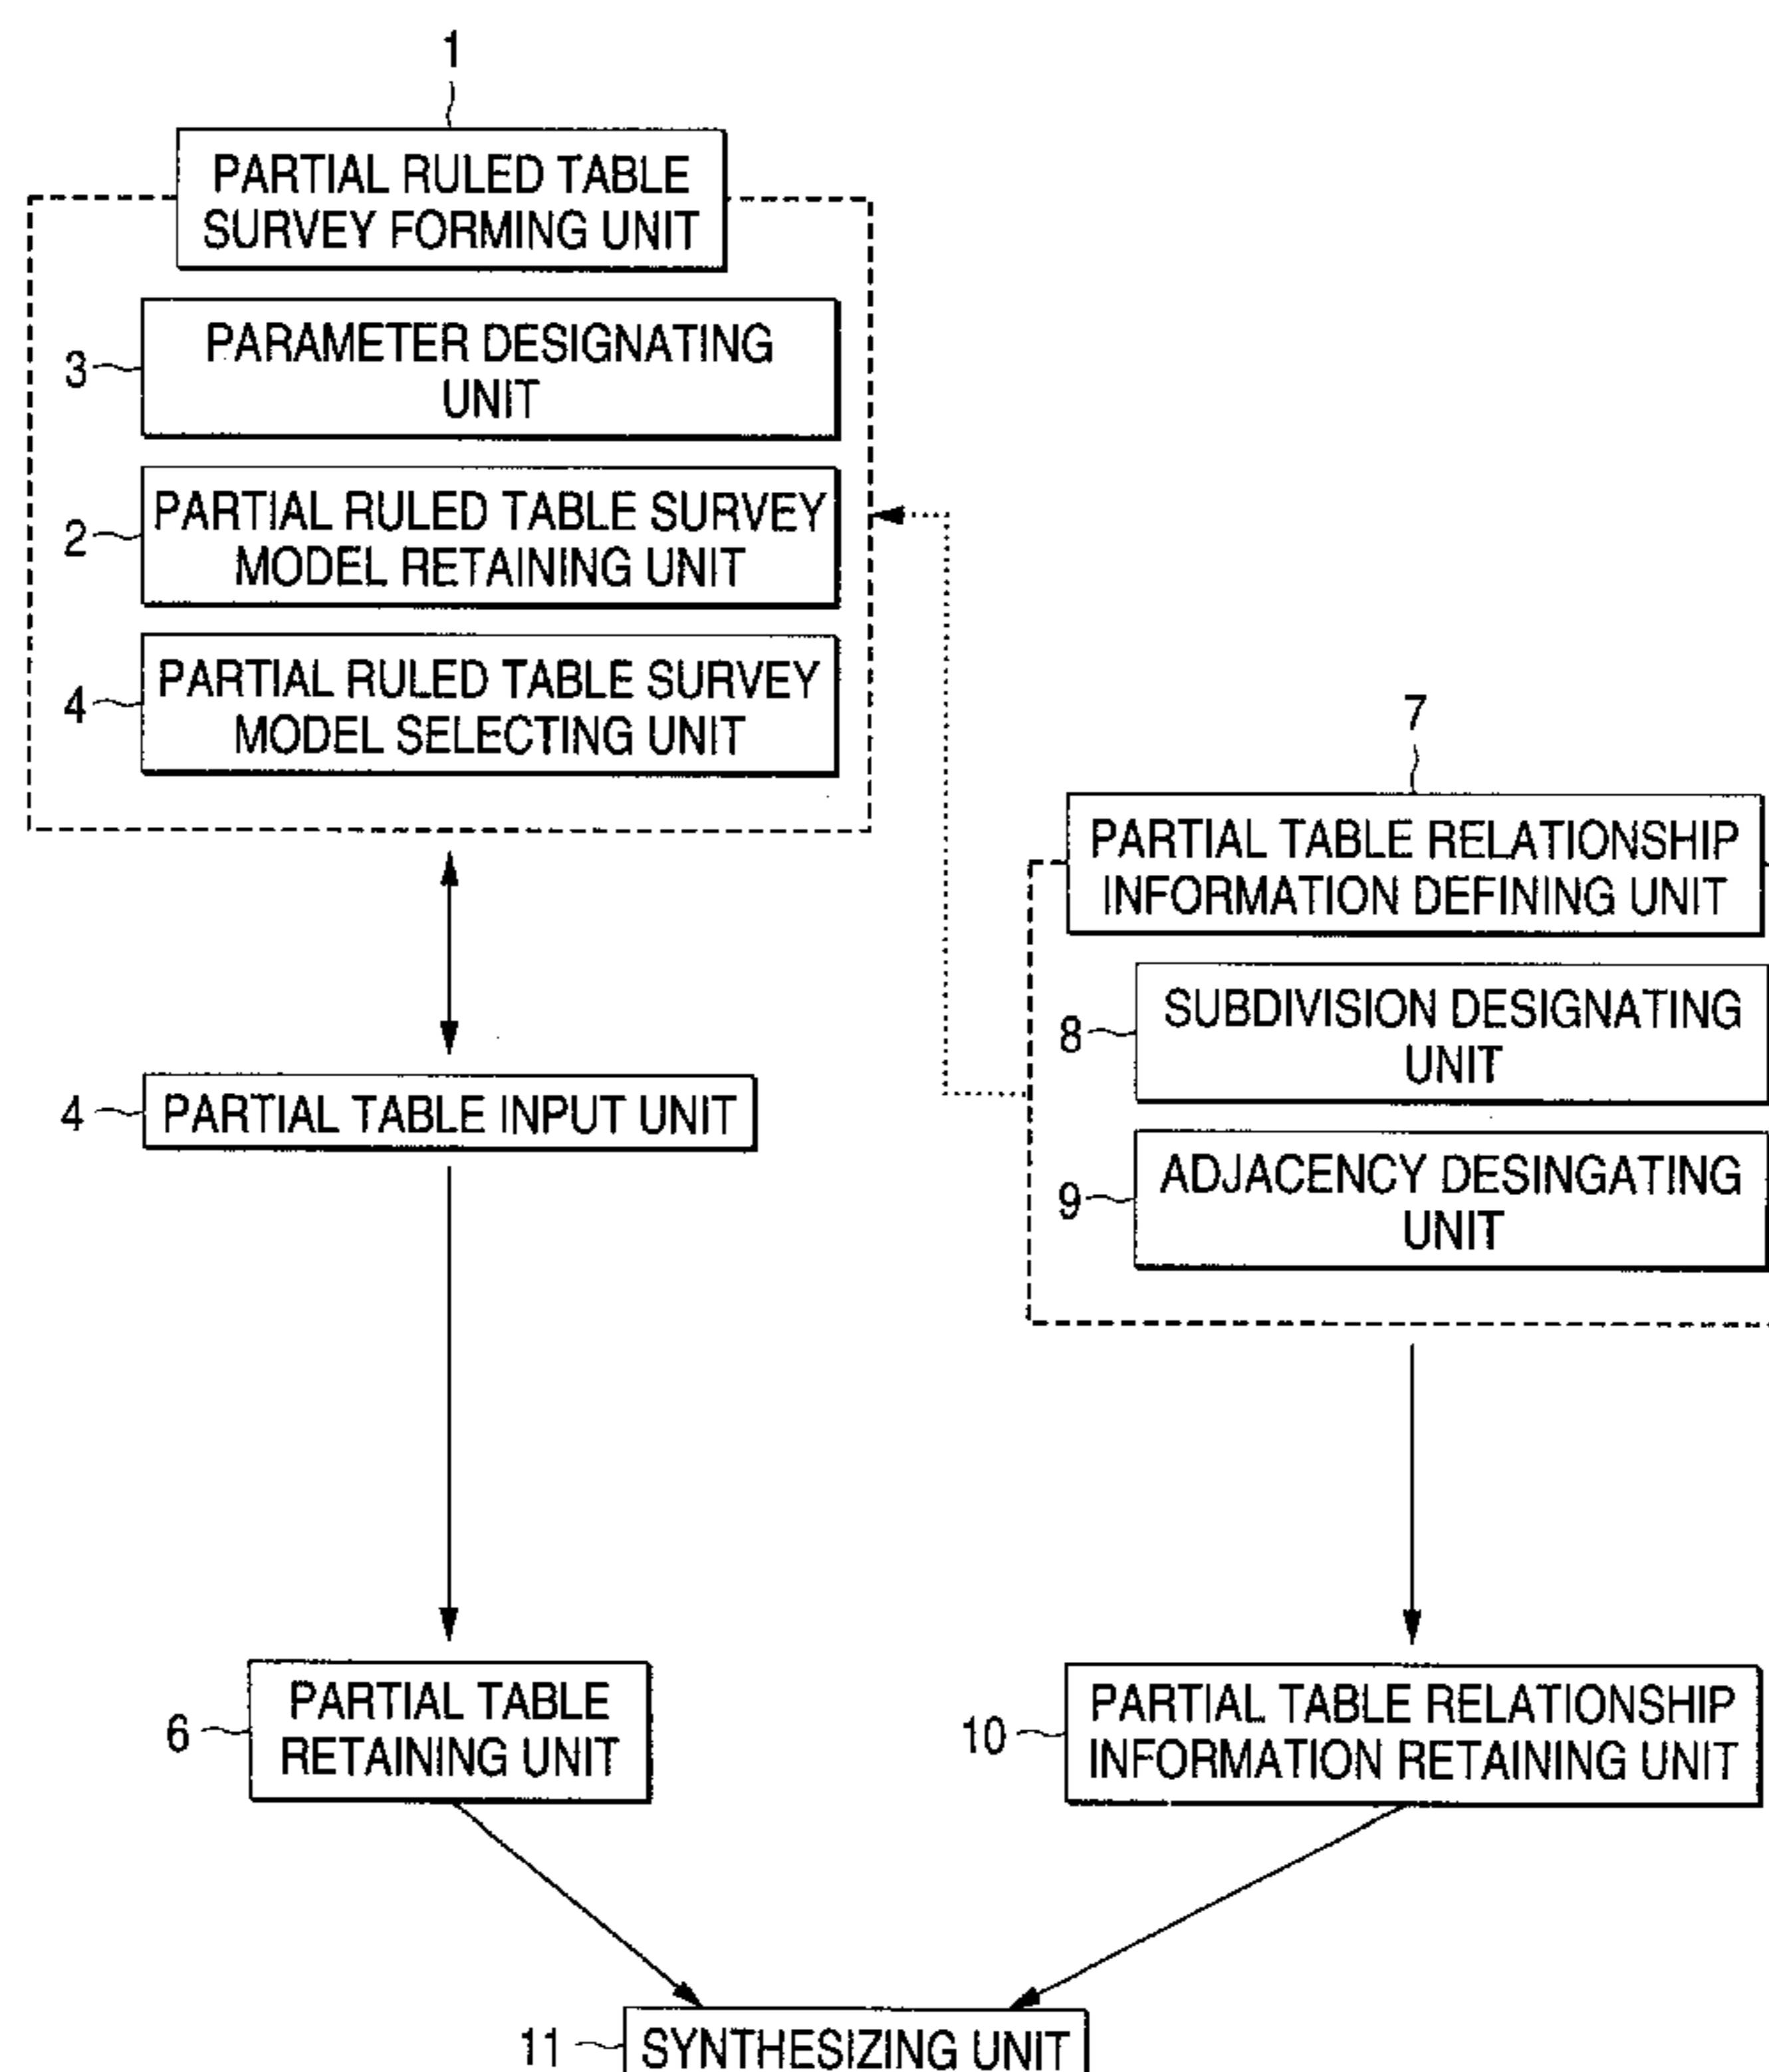 1
PARTIAL RULED TABLE
SURVEY FORMING UNIT
3
PARAMETER DESIGNATING
UNIT
2
PARTIAL RULED TABLE SURVEY
MODEL RETAINING UNIT
4
PARTIAL RULED TABLE SURVEY
MODEL SELECTING UNIT
7
PARTIAL TABLE RELATIONSHIP
INFORMATION DEFINING UNIT
8
SUBDIVISION DESIGNATING
UNIT
9
ADJACENCY DESINGATING
UNIT
4
PARTIAL TABLE INPUT UNIT
6
PARTIAL TABLE
RETAINING UNIT
10
PARTIAL TABLE RELATIONSHIP
INFORMATION RETAINING UNIT
11
SYNTHESIZING UNIT